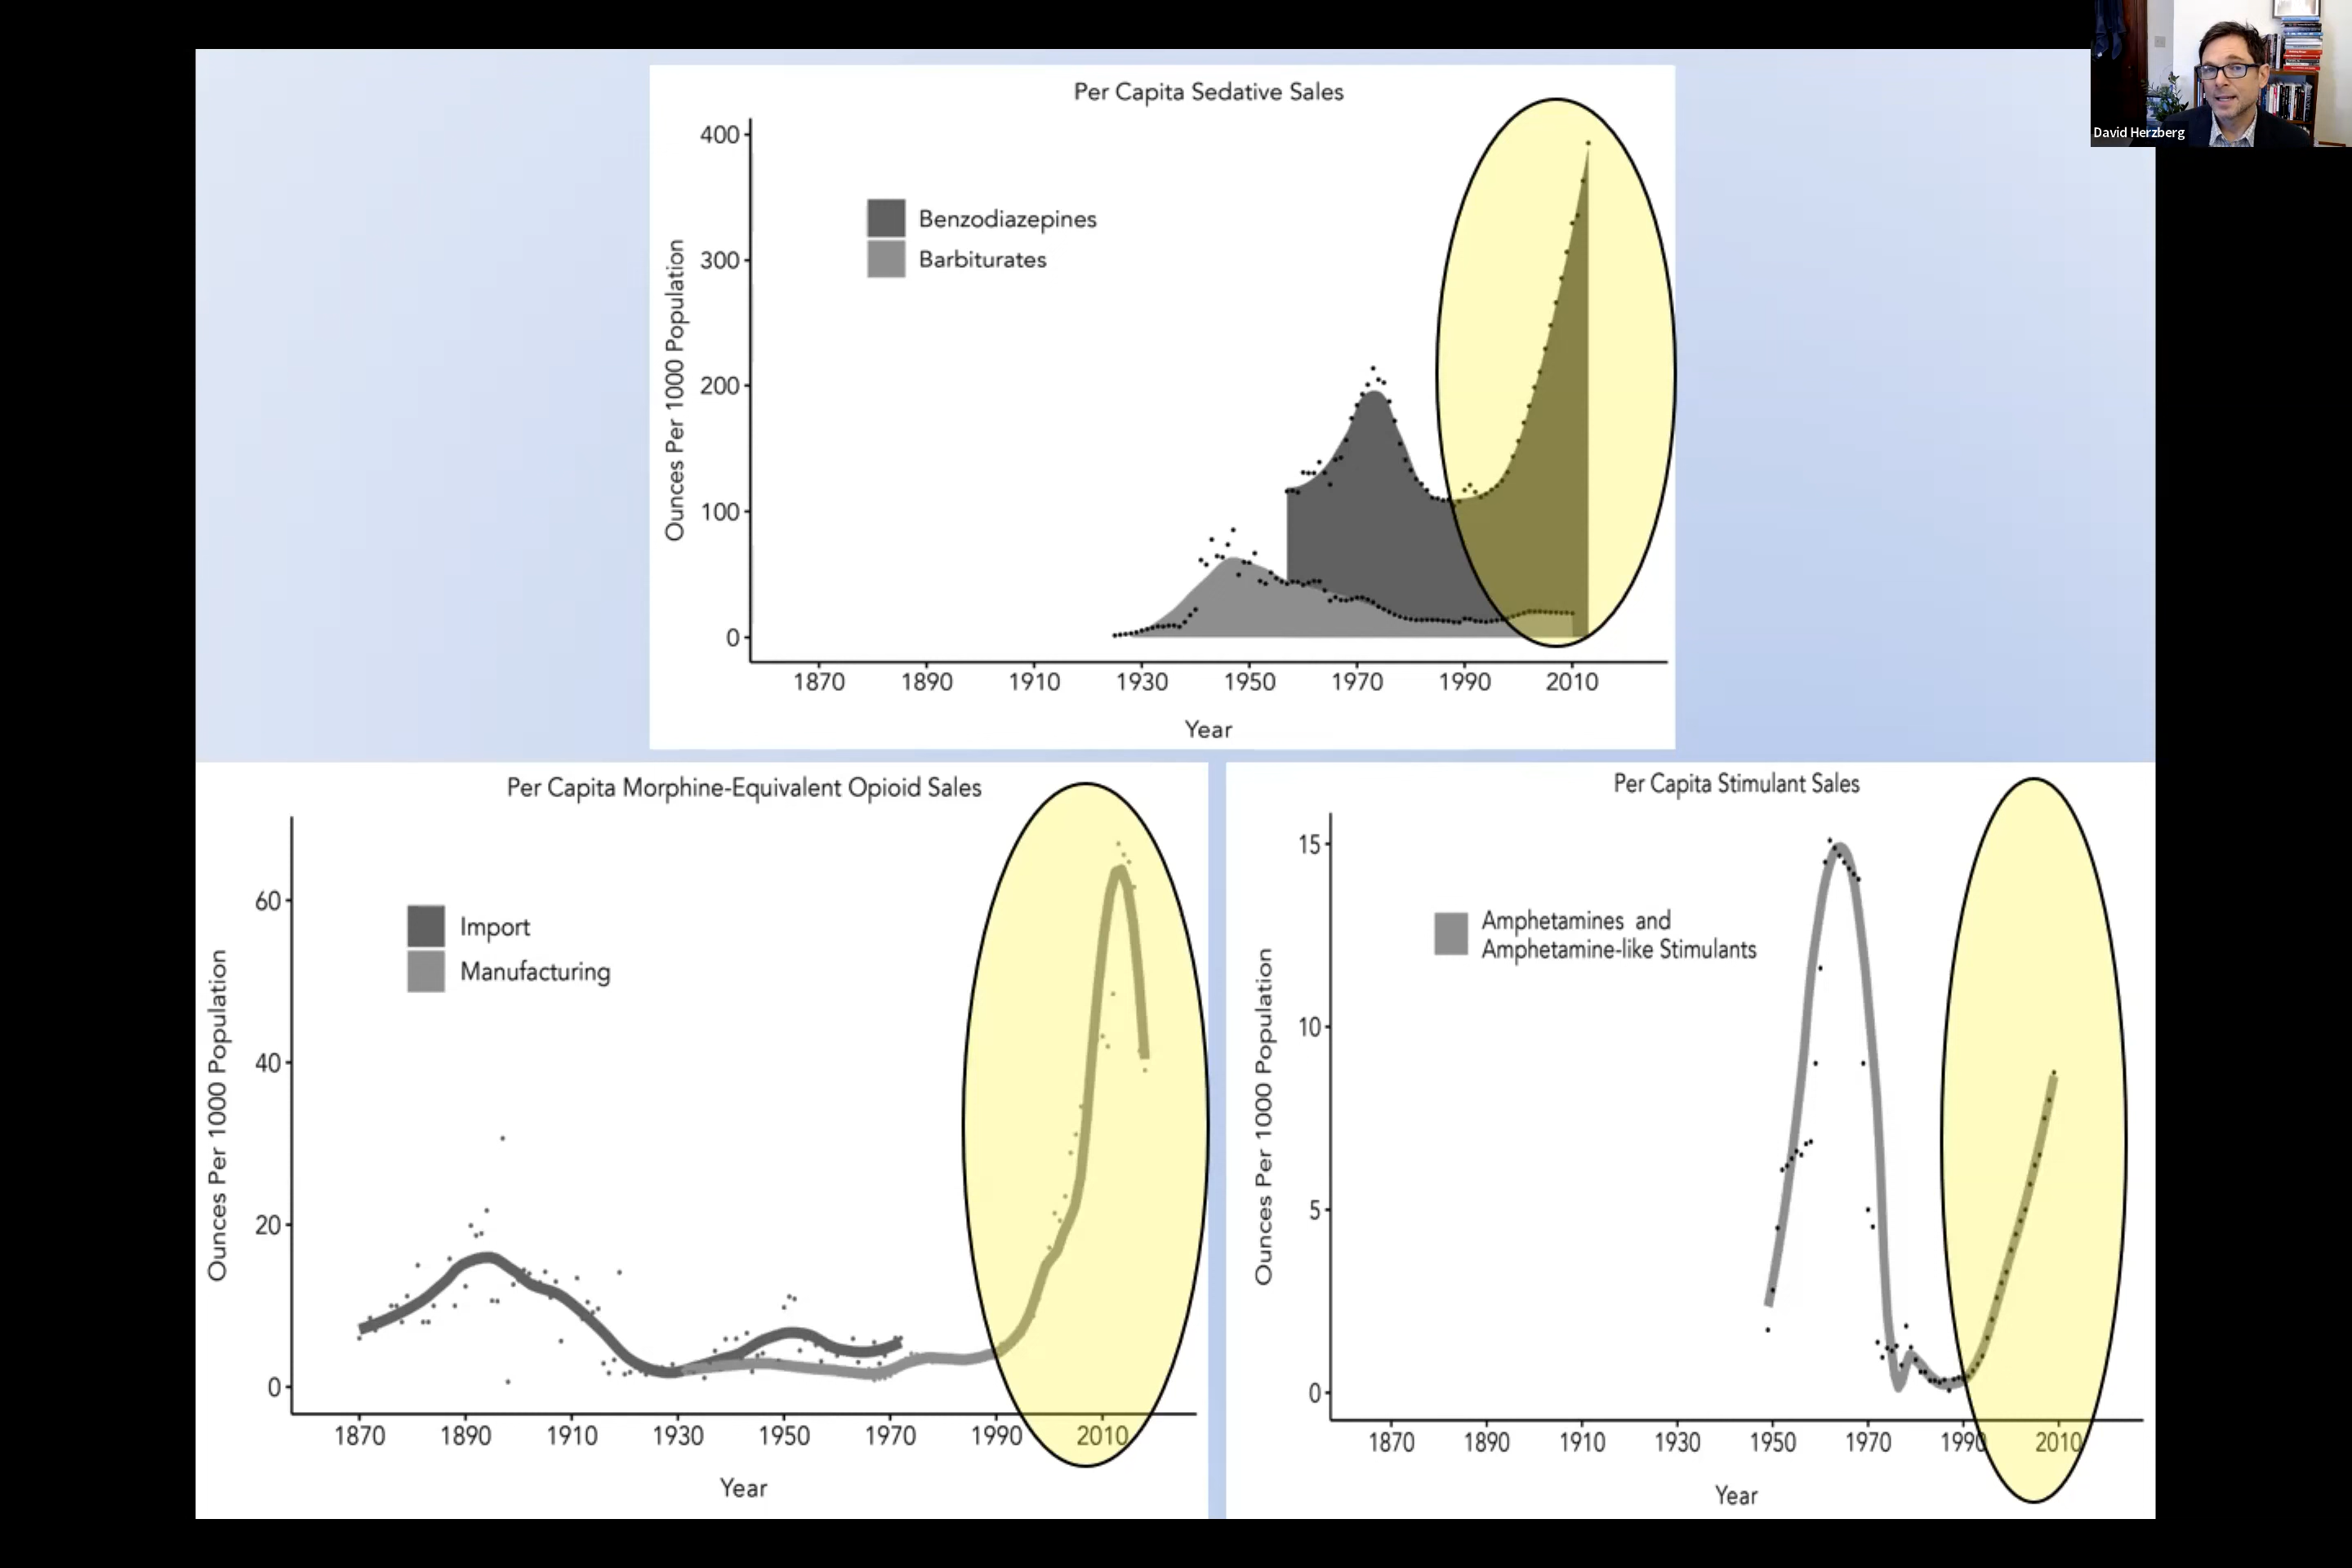 David Herzberg
Per Capita Sedative Sales
Ounces Per 1000 Population
400
300
200
100
0
Benzodiazepines
Barbiturates
1870 1890 1910 1930 1950 1970 1990 2010
Year
Per Capita Morphine-Equivalent Opioid Sales
Ounces Per 1000 Population
60
40
20
0
Import
Manufacturing
1870 1890 1910 1930 1950 1970 1990 2010
Year
Per Capita Stimulant Sales
Ounces Per 1000 Population
15
10
5
0
Amphetamines and
Amphetamine-like Stimulants
1870 1890 1910 1930 1950 1970 1990 2010
Year